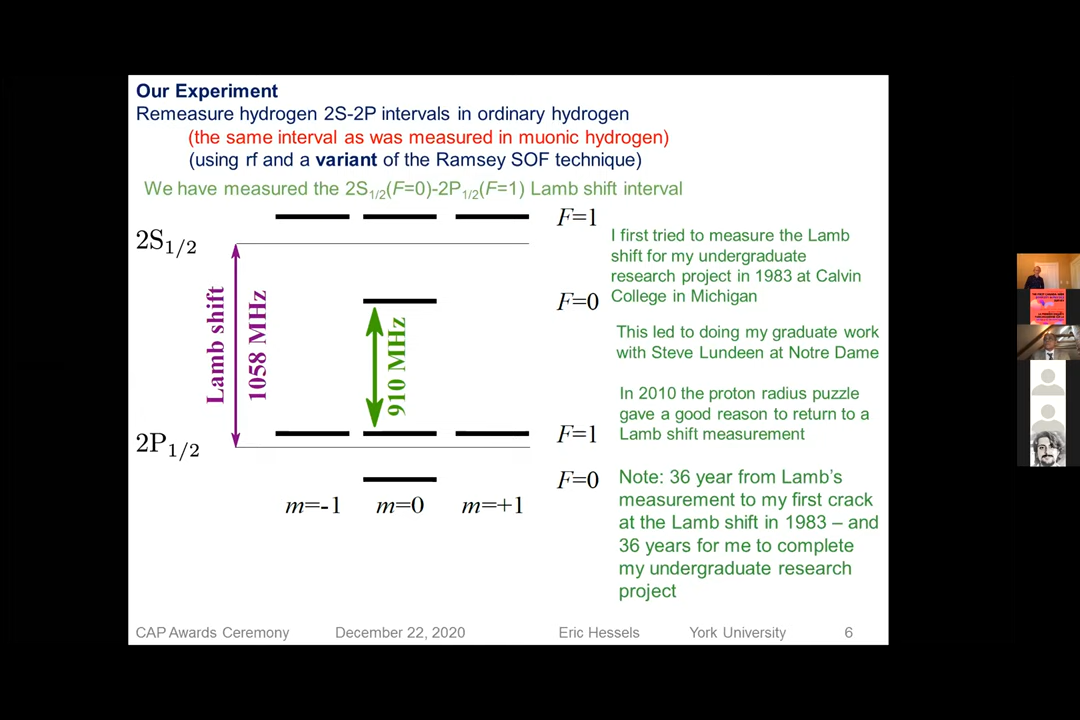 Our Experiment
Remeasure hydrogen 2S-2P intervals in ordinary hydrogen
(the same interval as was measured in muonic hydrogen)
(using rf and a variant of the Ramsey SOF technique)
We have measured the 2S1/2(F=0)-2P1/2(F=1) Lamb shift interval
F=1
2S1/2
I first tried to measure the Lamb
shift for my undergraduate
research project in 1983 at Calvin
College in Michigan
F=0
Lamb shift
1058 MHz
910 MHz
This led to doing my graduate work
with Steve Lundeen at Notre Dame
In 2010 the proton radius puzzle
gave a good reason to return to a
Lamb shift measurement
2P1/2
F=1
F=0
m=-1
m=0
m=+1
Note: 36 year from Lamb's
measurement to my first crack
at the Lamb shift in 1983 – and
36 years for me to complete
my undergraduate research
project
CAP Awards Ceremony December 22, 2020 Eric Hessels York University 6